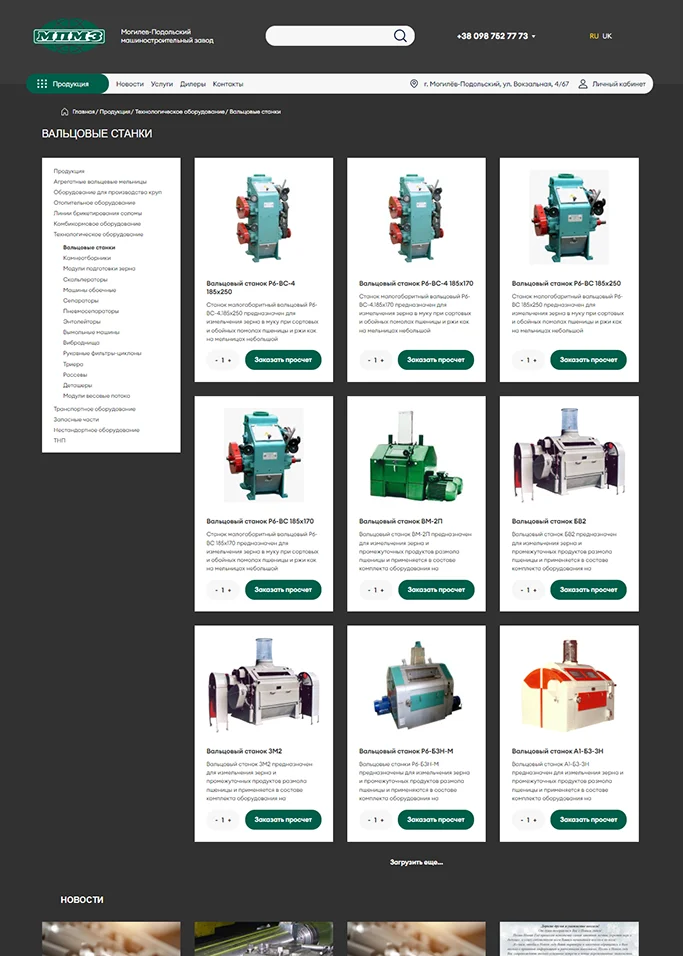 МПМЗ
Могилев-Подольский
машиностроительный завод
+38 098 752 77 73
RU UK
Продукция
Новости Услуги Дилеры Контакты
г. Могилёв-Подольский, ул. Вокзальная, 4/67
Личный кабинет
Главная / Продукция / Технологическое оборудование / Вальцовые станки
ВАЛЬЦОВЫЕ СТАНКИ
Продукция
Агрегатные вальцевые мельницы
Оборудование для производства круп
Отопительное оборудование
Линии брикетирования соломы
Комбикормовое оборудование
Технологическое оборудование
Вальцовые станки
Камнеотборники
Модули подготовки зерна
Скальператоры
Машины обоечные
Сепараторы
Пневмосепараторы
Энтолейторы
Вымольные машины
Вибродница
Рукавные фильтры-циклоны
Триера
Рассевы
Деташеры
Модули весовые потока
Транспортное оборудование
Запасные части
Нестандартное оборудование
ТНП
Вальцовый станок Р6-ВС-4
185х250
Станок малогабаритный вальцовый Р6-
ВС-4.185х250 предназначен для
измельчения зерна в муку при сортовых
и обойных помолах пшеницы и ржи как
на мельницах небольшой
- 1 +
Заказать просчет
Вальцовый станок Р6-ВС-4 185х170
Станок малогабаритный вальцовый Р6-
ВС-4.185х170 предназначен для
измельчения зерна в муку при сортовых
и обойных помолах пшеницы и ржи как
на мельницах небольшой
- 1 +
Заказать просчет
Вальцовый станок Р6-ВС 185х250
Станок малогабаритный вальцовый Р6-
ВС-185х250 предназначен для
измельчения зерна в муку при сортовых
и обойных помолах пшеницы и ржи как
на мельницах небольшой
- 1 +
Заказать просчет
Вальцовый станок Р6-ВС 185х170
Станок малогабаритный вальцовый Р6-
ВС-185х170 предназначен для
измельчения зерна в муку при сортовых
и обойных помолах пшеницы и ржи как
на мельницах небольшой
- 1 +
Заказать просчет
Вальцовый станок ВМ-2П
Вальцовый станок ВМ-2П предназначен
для измельчения зерна и
промежуточных продуктов размола
пшеницы и применяется в составе
комплекта оборудования на
- 1 +
Заказать просчет
Вальцовый станок БВ2
Вальцовый станок БВ2 предназначен
для измельчения зерна и
промежуточных продуктов размола
пшеницы и применяется в составе
комплекта оборудования на
- 1 +
Заказать просчет
Вальцовый станок ЗМ2
Вальцовый станок ЗМ2 предназначен
для измельчения зерна и
промежуточных продуктов размола
пшеницы и применяется в составе
комплекта оборудования на
- 1 +
Заказать просчет
Вальцовый станок Р6-БЗН-М
Вальцовые станки Р6-БЗН-М
предназначены для измельчения зерна
и промежуточных продуктов размола
пшеницы и применяются в составе
комплекта оборудования на
- 1 +
Заказать просчет
Вальцовый станок А1-БЗ-3Н
Вальцовый станок А1-БЗ-3Н
предназначен для измельчения зерна и
промежуточных продуктов размола
пшеницы и применяется в составе
комплекта оборудования на
- 1 +
Заказать просчет
Загрузить еще...
НОВОСТИ